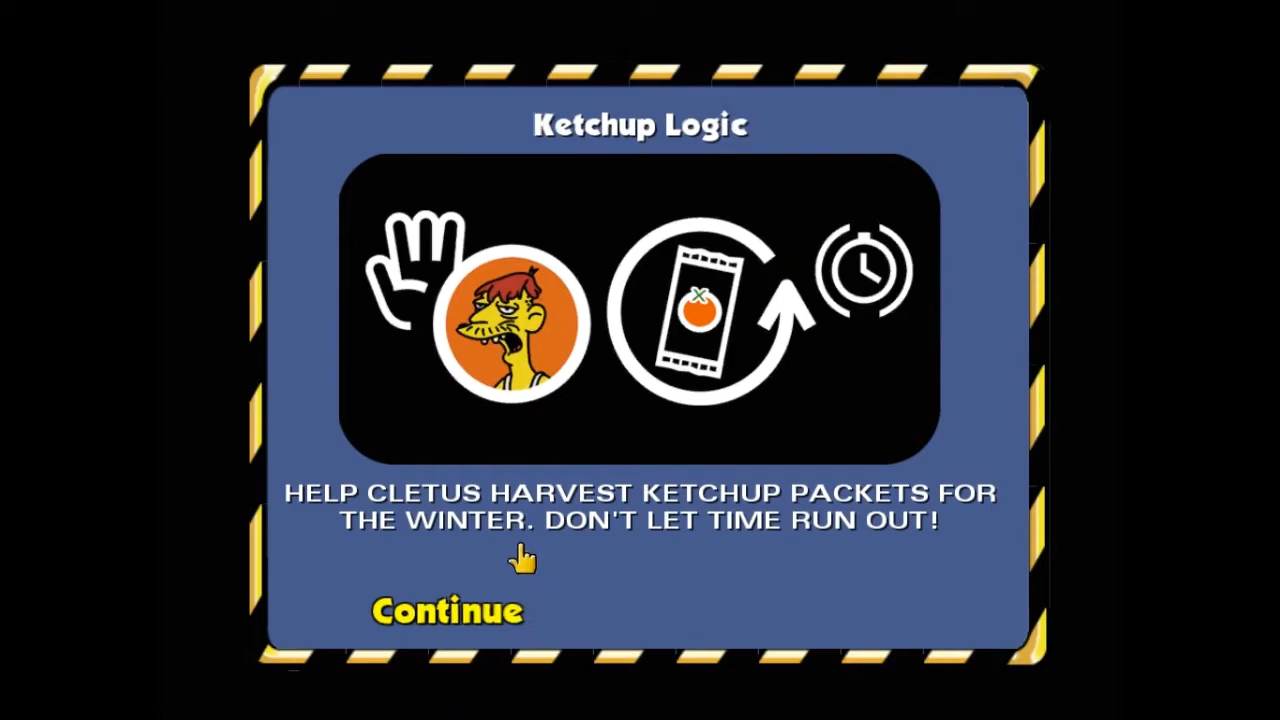 Ketchup Logic
HELP CLETUS HARVEST KETCHUP PACKETS FOR
THE WINTER. DON'T LET TIME RUN OUT!
Continue